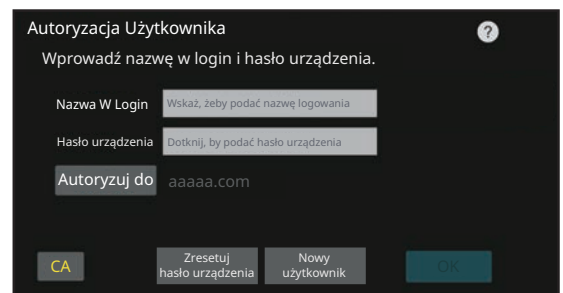 Autoryzacja Użytkownika
?
Wprowadź nazwę w login i hasło urządzenia.
Nazwa W Login
Wskaż, żeby podać nazwę logowania
Hasło urządzenia
Dotknij, by podać hasło urządzenia
Autoryzuj do
aaaaa.com
CA
Zresetuj
hasło urządzenia
Nowy
użytkownik
OK